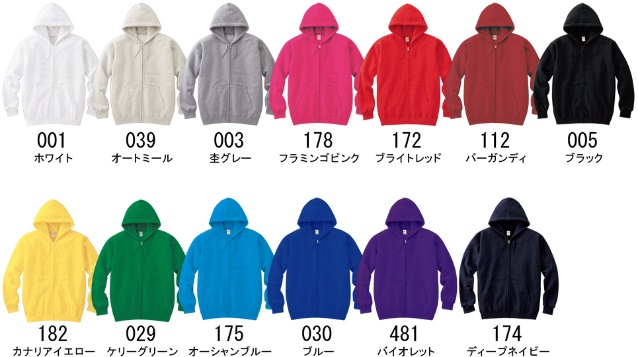 001 039 003 178 172 112 005
ホワイト オートミール 杢グレー フラミンゴピンク ブライトレッド バーガンディ ブラック
182 029 175 030 481 174
カナリアイエロー ケリーグリーン オーシャンブルー ブルー バイオレット ディープネイビー